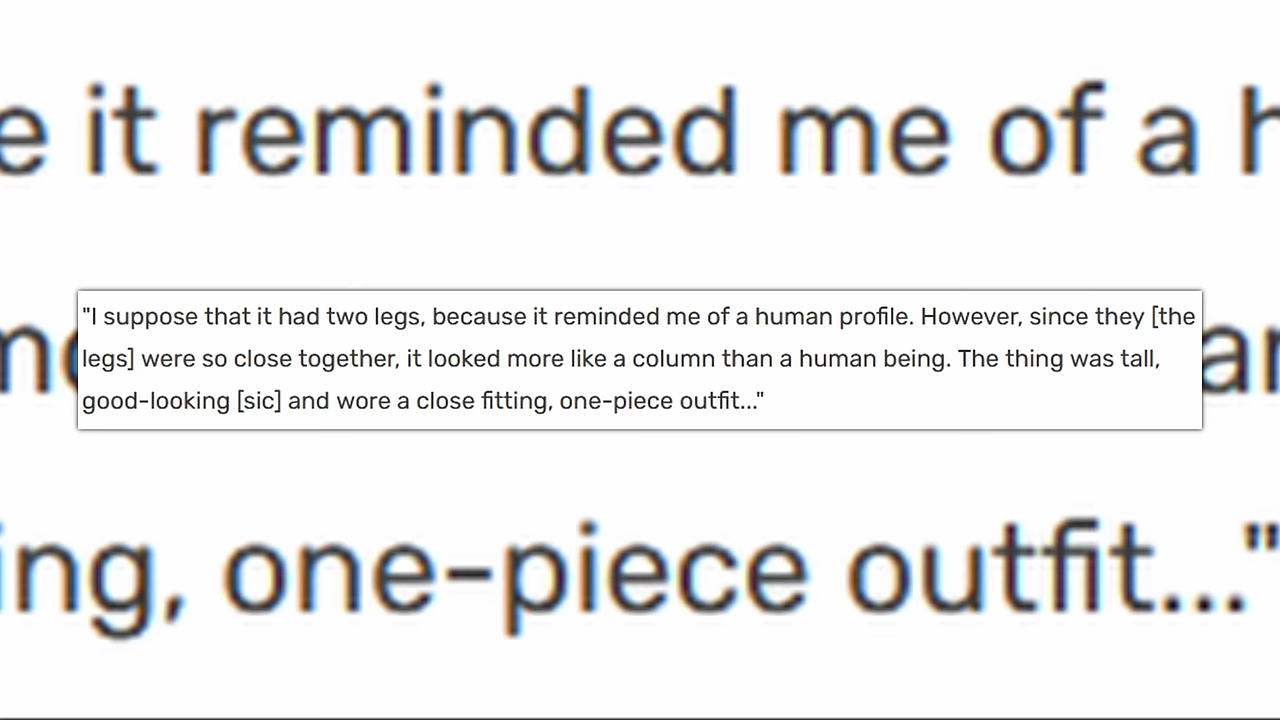 e it reminded me of a h
"I suppose that it had two legs, because it reminded me of a human profile. However, since they [the
legs] were so close together, it looked more like a column than a human being. The thing was tall,
good-looking [sic] and wore a close fitting, one-piece outfit..."
ing, one-piece outfit..."